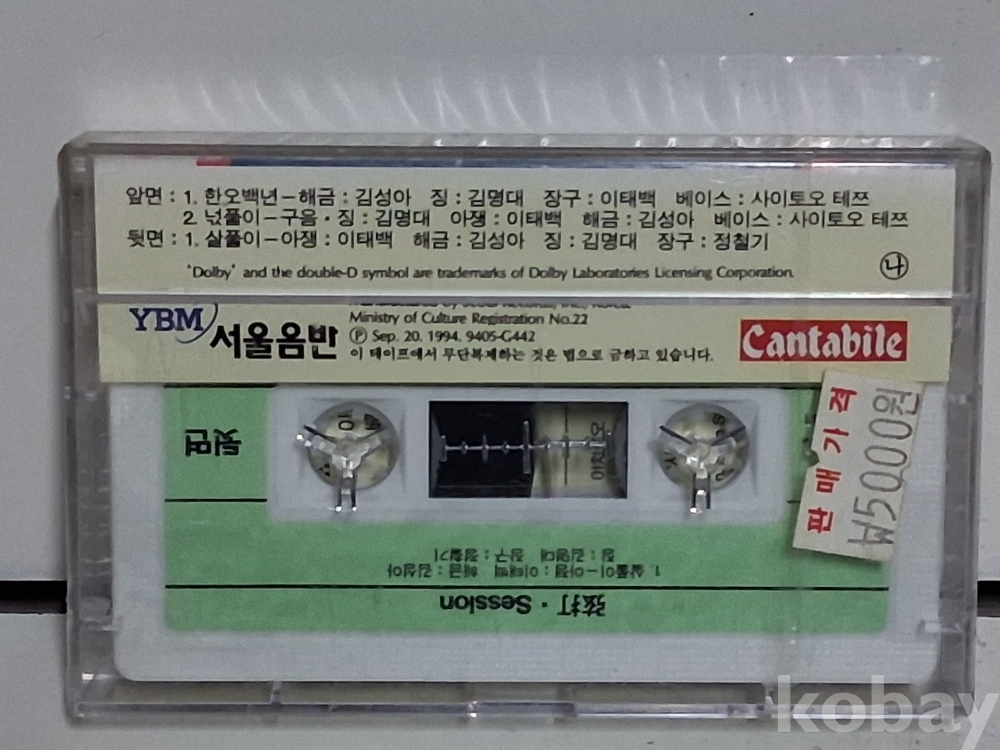 앞면 : 1. 한오백년－해금 : 김성아 징 : 김명대 장구 : 이태백 베이스 : 사이토오 테쯔
2. 넋풀이－구음·징 : 김명대 아쟁 : 이태백 해금 : 김성아 베이스 : 사이토오 테쯔
뒷면 : 1. 살풀이－아쟁 : 이태백 해금 : 김성아 징 : 김명대 장구 : 정철기
'Dolby' and the double-D symbol are trademarks of Dolby Laboratories Licensing Corporation.
나
YBM 서울음반
Ministry of Culture Registration No.22
Ⓟ Sep. 20. 1994. 9405-G442
이 테이프에서 무단복제하는 것은 법으로 금하고 있습니다.
Cantabile
판매가격
₩5000원
뒷면
1. 살풀이－아쟁 : 이태백 해금 : 김성아
징 : 김명대 장구 : 정철기
弦打·Session
kobay